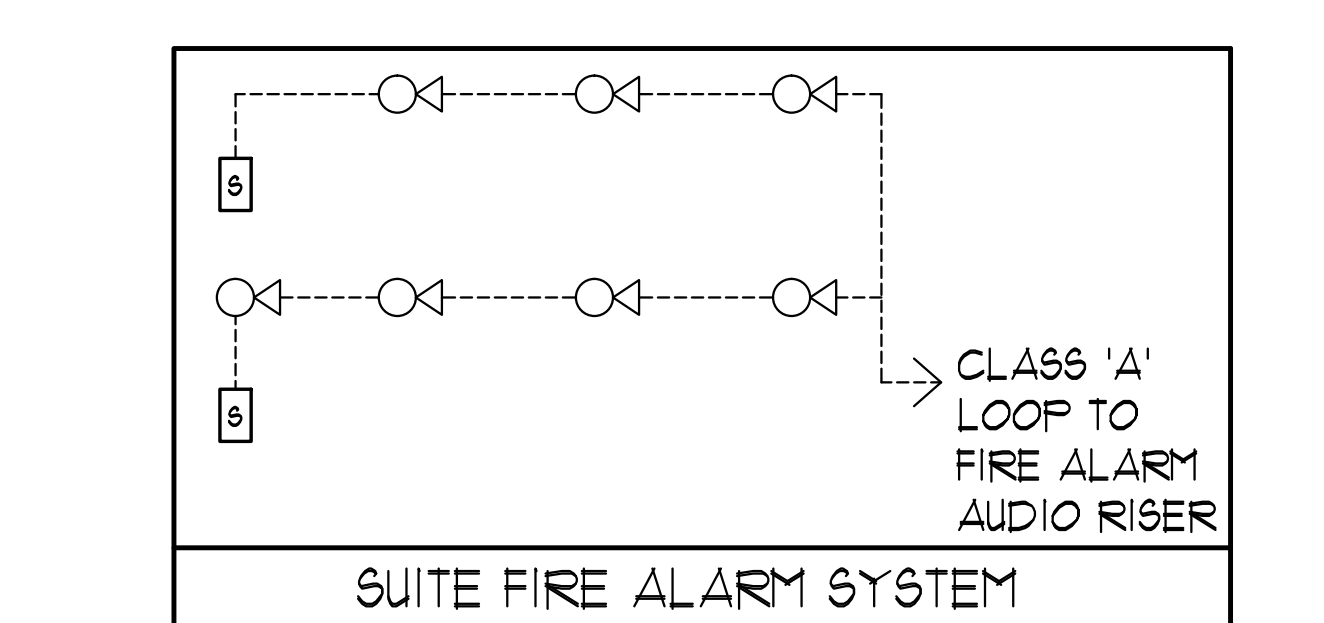 S
S
CLASS 'A'
LOOP TO
FIRE ALARM
AUDIO RISER
SUITE FIRE ALARM SYSTEM